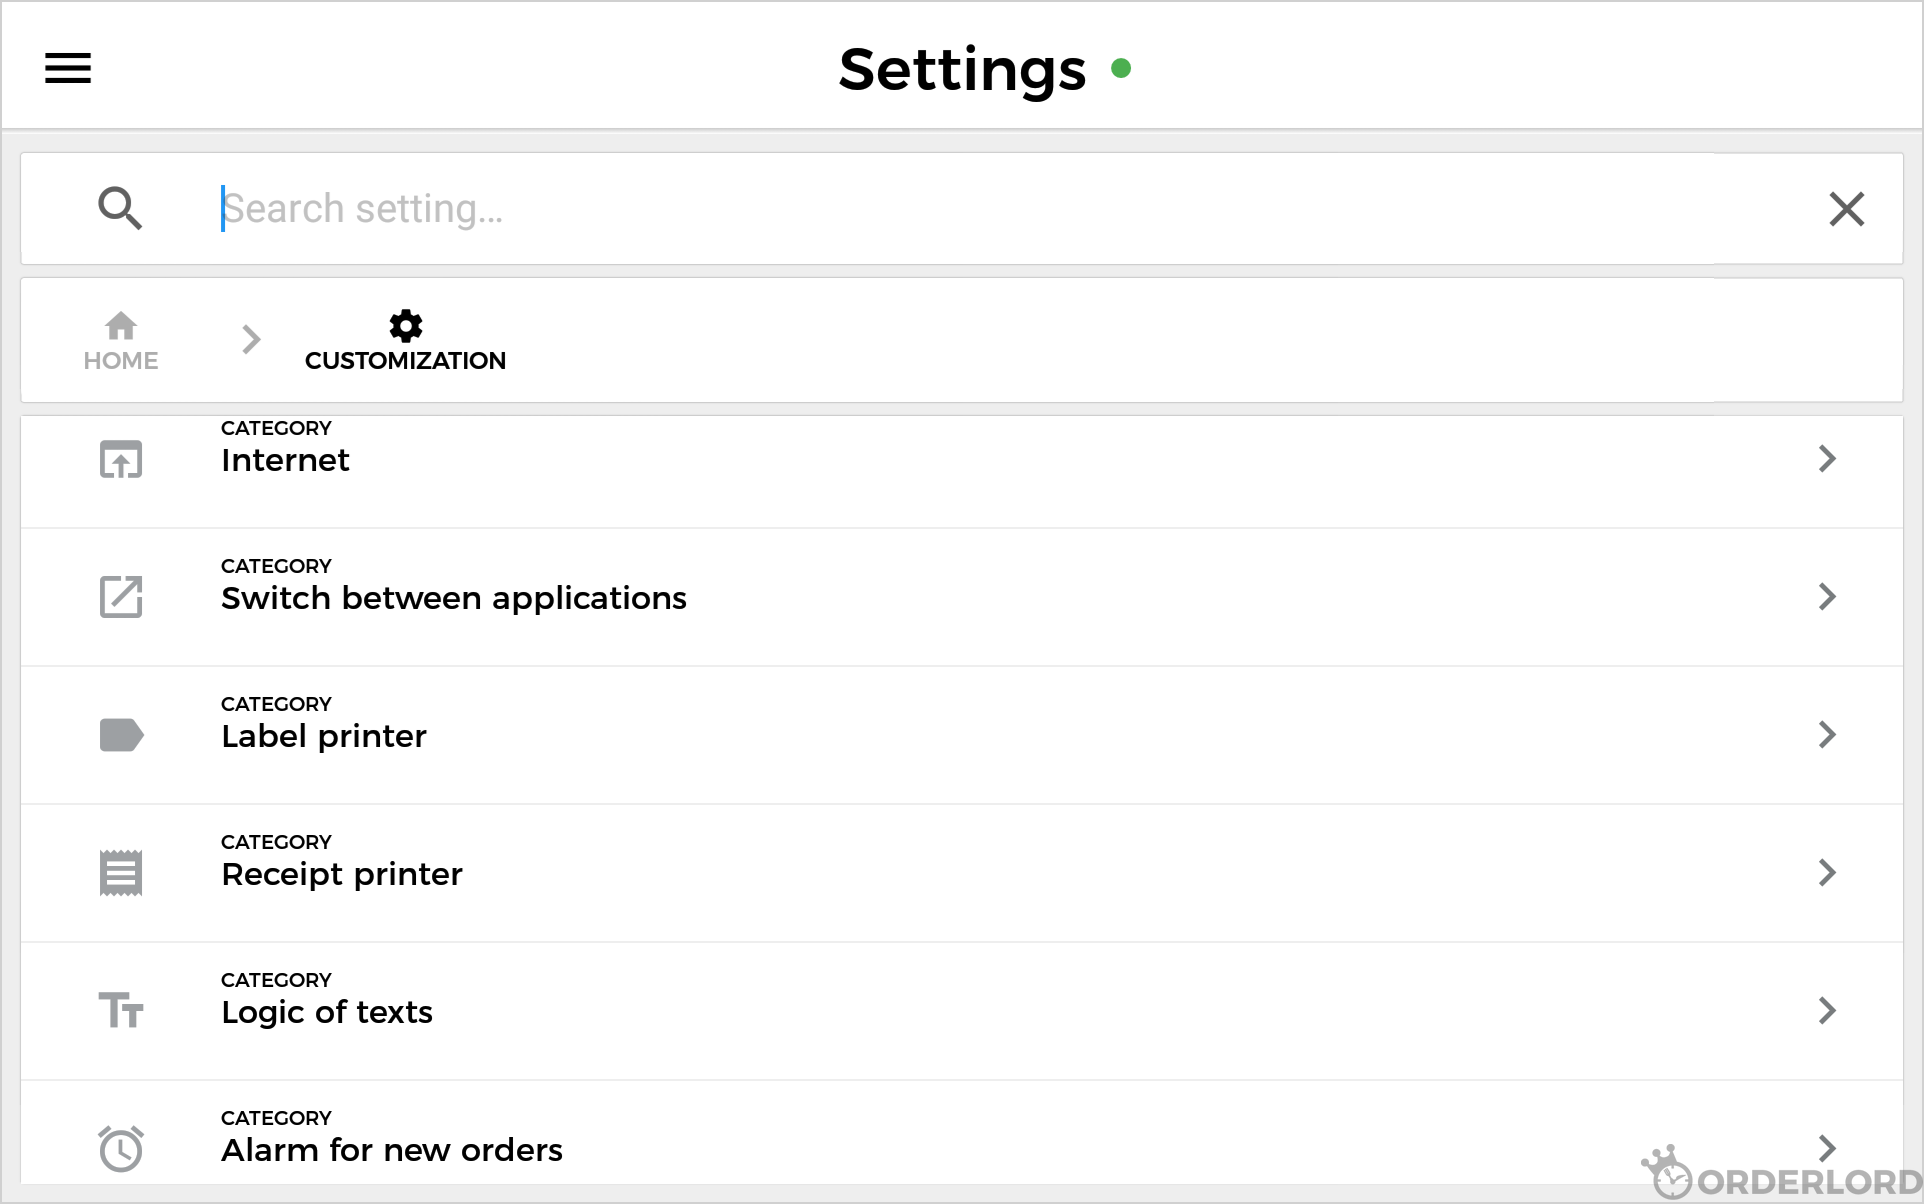 Settings
Search setting...
HOME
CUSTOMIZATION
CATEGORY
Internet
CATEGORY
Switch between applications
CATEGORY
Label printer
CATEGORY
Receipt printer
CATEGORY
Logic of texts
CATEGORY
Alarm for new orders
ORDERLORD